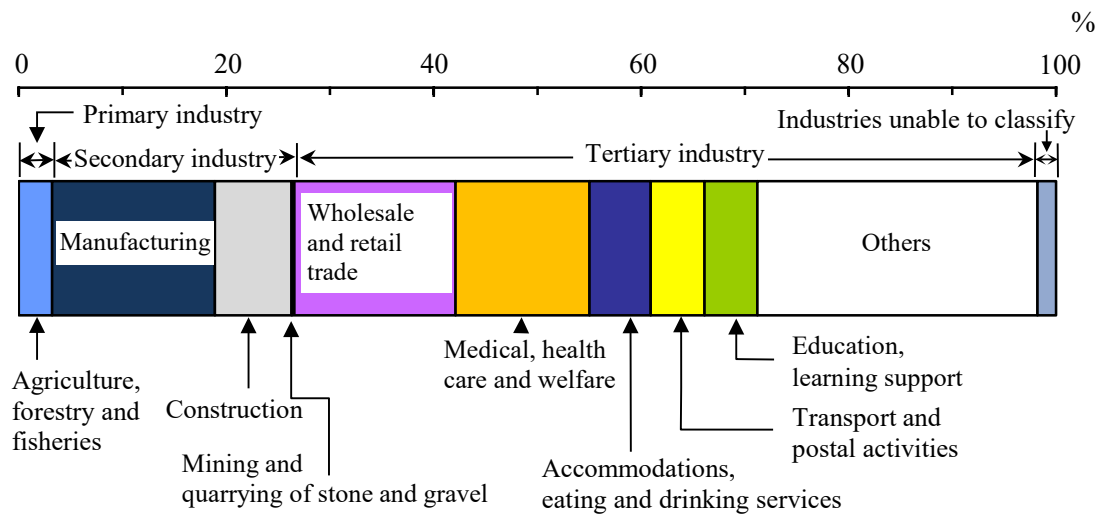 %
0 20 40 60 80 100
Primary industry
Industries unable to classify
Secondary industry
Tertiary industry
Manufacturing
Wholesale
and retail
trade
Others
Agriculture,
forestry and
fisheries
Construction
Mining and
quarrying of stone and gravel
Medical, health
care and welfare
Accommodations,
eating and drinking services
Transport and
postal activities
Education,
learning support